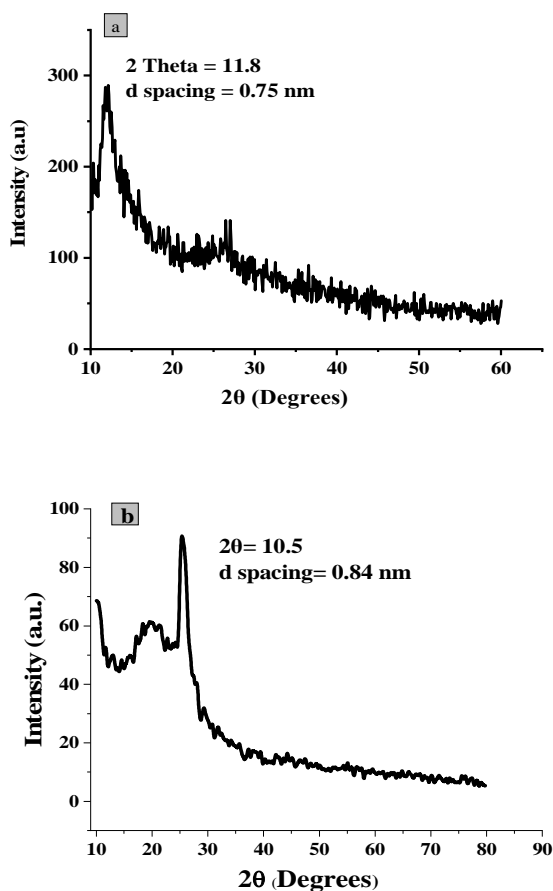 a
2 Theta = 11.8
d spacing = 0.75 nm
Intensity (a.u)
300
200
100
0
10 20 30 40 50 60
2θ (Degrees)
b
2θ= 10.5
d spacing= 0.84 nm
Intensity (a.u.)
100
80
60
40
20
0
10 20 30 40 50 60 70 80 90
2θ (Degrees)